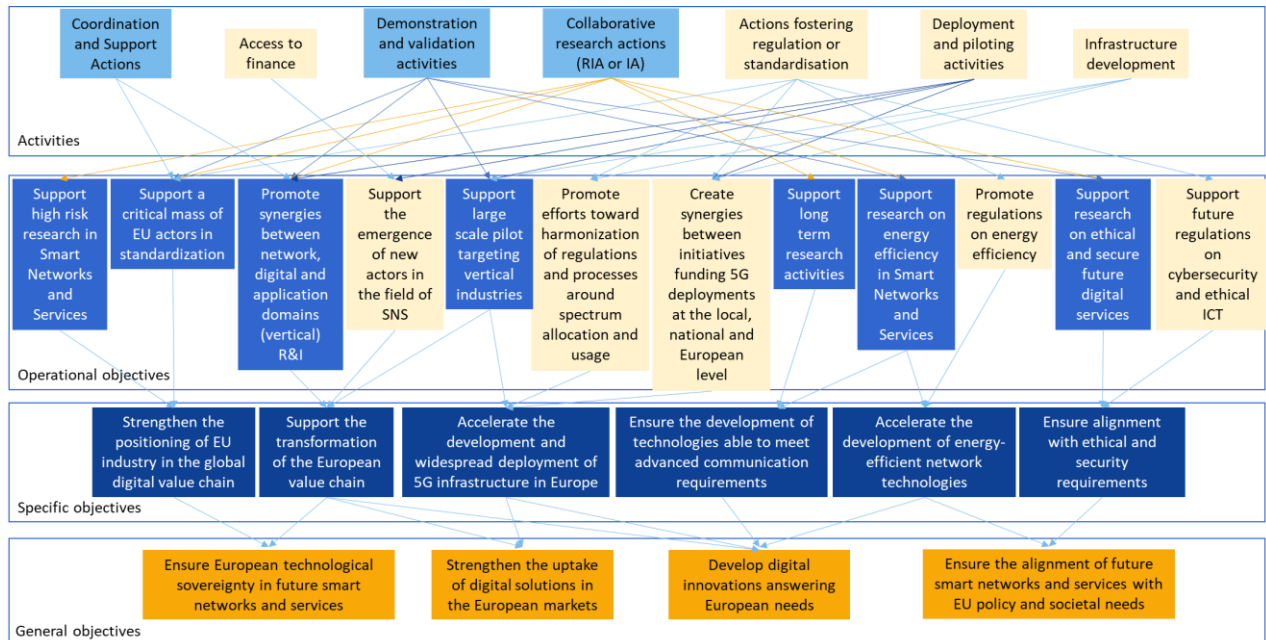 Coordination
and Support
Actions
Access to
finance
Demonstration
and validation
activities
Collaborative
research actions
(RIA or IA)
Actions fostering
regulation or
standardisation
Deployment
and piloting
activities
Infrastructure
development
Activities
Support
high risk
research in
Smart
Networks
and
Services
Support a
critical mass of
EU actors in
standardization
Promote
synergies
between
network,
digital and
application
domains
(vertical)
R&I
Support
the
emergence
of new
actors in
the field of
SNS
Support
large
scale pilot
targeting
vertical
industries
Promote
efforts toward
harmonization
of regulations
and processes
around
spectrum
allocation and
usage
Create
synergies
between
initiatives
funding 5G
deployments
at the local,
national and
European
level
Support
long
term
research
activities
Support
research on
energy
efficiency in
Smart
Networks
and
Services
Promote
regulations
on energy
efficiency
Support
research on
ethical and
secure future
digital
services
Support
future
regulations
on
cybersecurity
and ethical
ICT
Operational objectives
Strengthen the
positioning of EU
industry in the global
digital value chain
Support the
transformation
of the European
value chain
Accelerate the
development and
widespread deployment of
5G infrastructure in Europe
Ensure the development of
technologies able to meet
advanced communication
requirements
Accelerate the
development of energy-
efficient network
technologies
Ensure alignment
with ethical and
security
requirements
Specific objectives
Ensure European technological
sovereignty in future smart
networks and services
Strengthen the uptake
of digital solutions in
the European markets
Develop digital
innovations answering
European needs
Ensure the alignment of future
smart networks and services with
EU policy and societal needs
General objectives